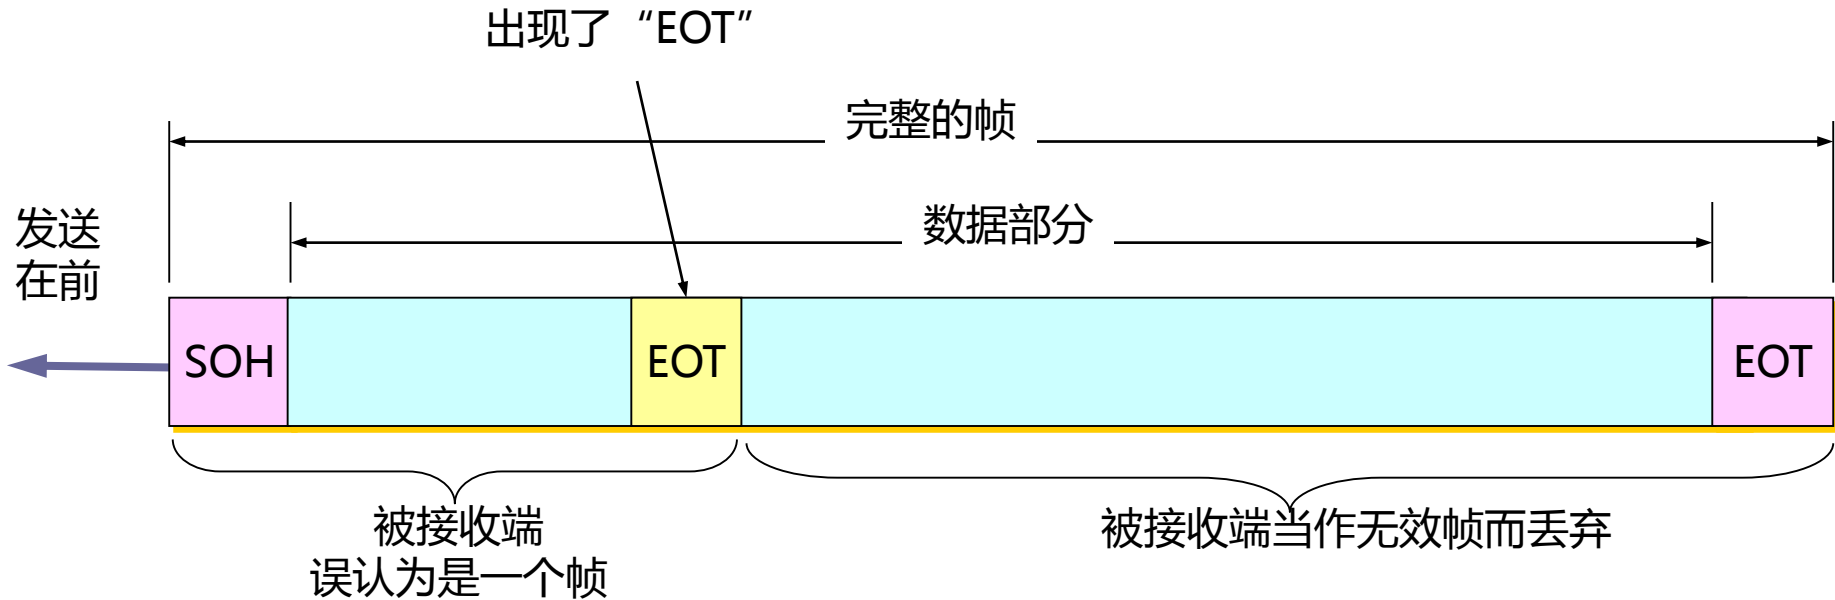 出现了“EOT”
完整的帧
数据部分
发送
在前
SOH
EOT
EOT
被接收端
误认为是一个帧
被接收端当作无效帧而丢弃